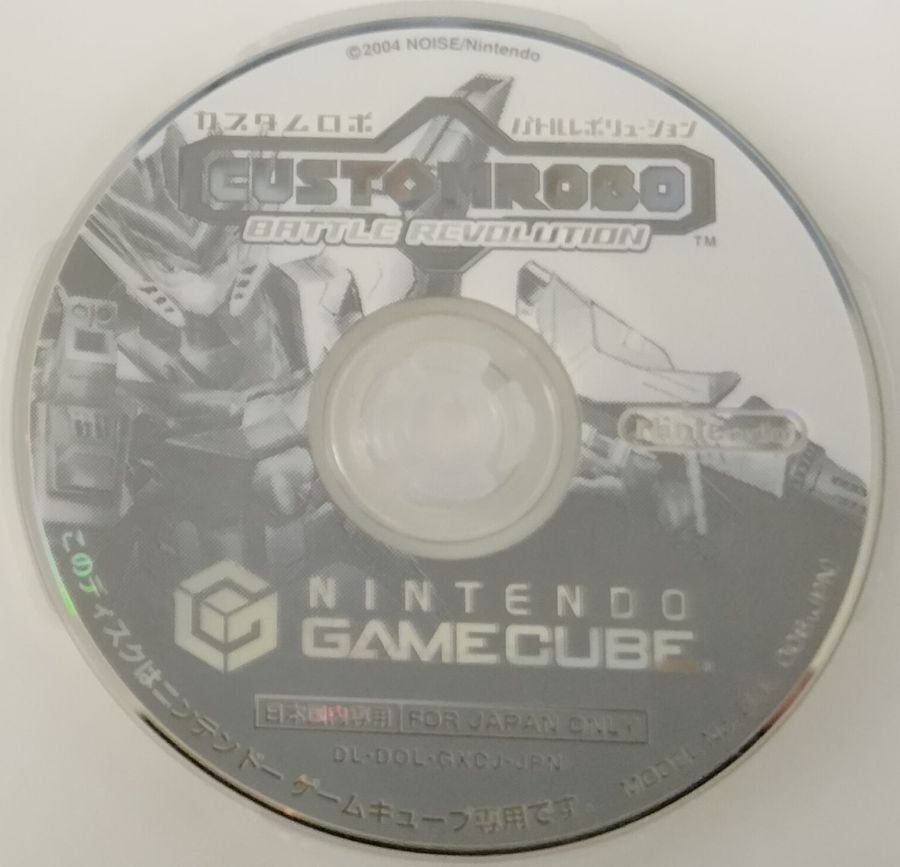 ©2004 NOISE/Nintendo
カスタムロボ バトルレボリューション
CUSTOMROBO
BATTLE REVOLUTION ™
Nintendo
NINTENDO
GAMECUBE®
日本国内専用 FOR JAPAN ONLY
DL-DOL-GXCJ-JPN
このディスクはニンテンドー ゲームキューブ専用です。
MODEL No.